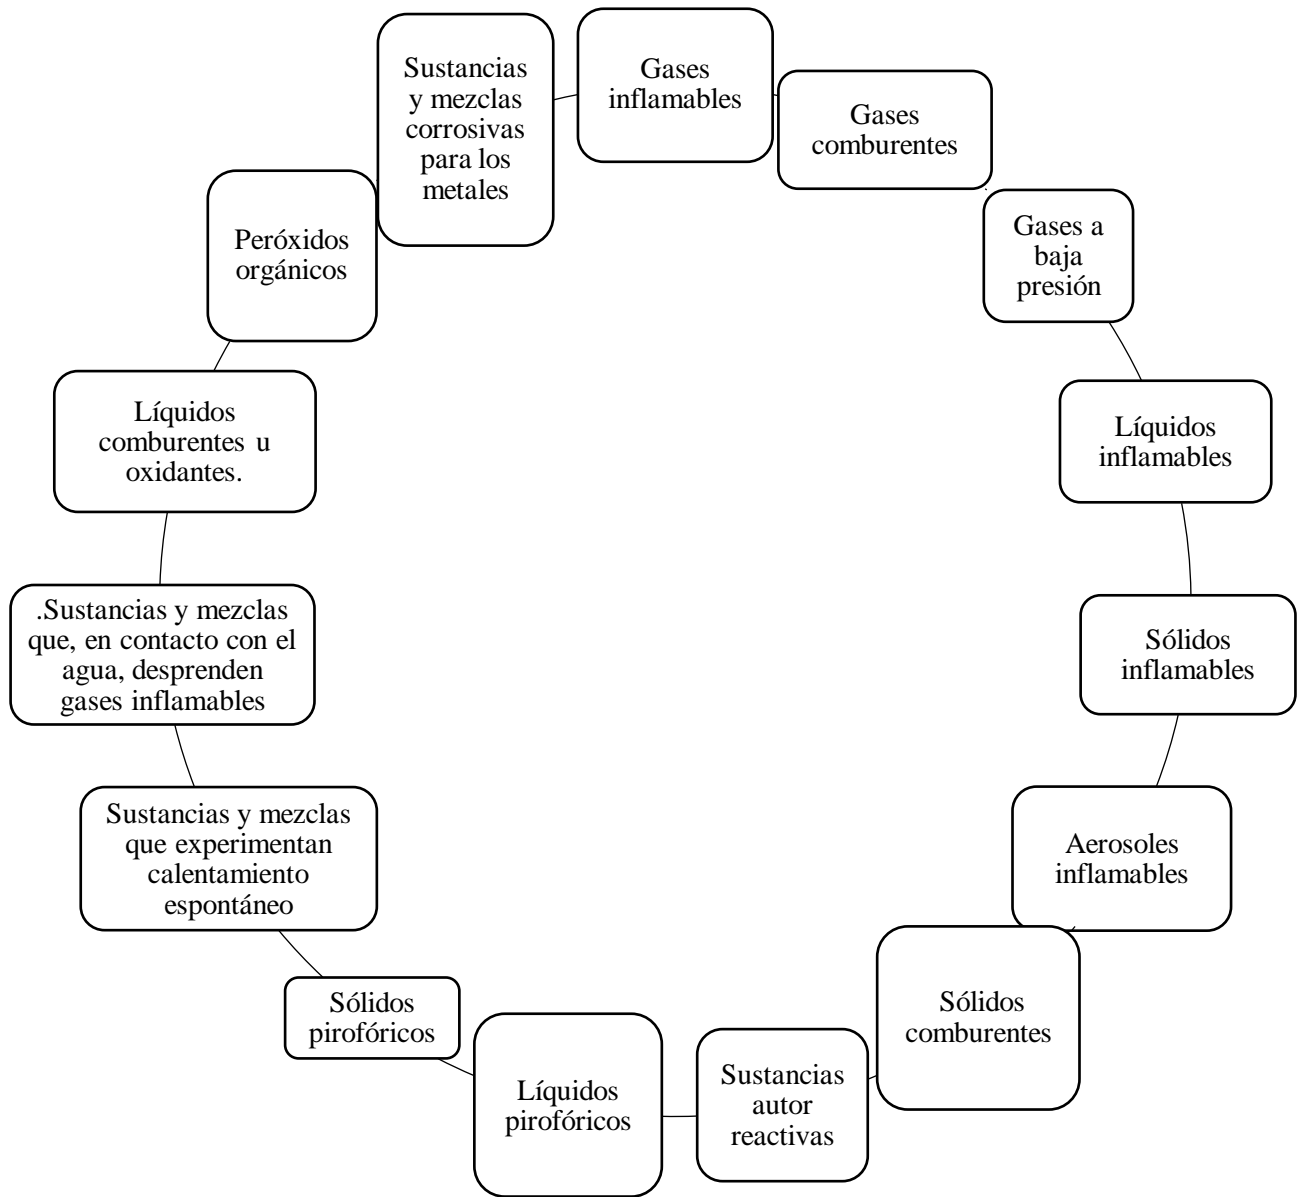 Gases
inflamables
Gases
comburentes
Gases a
baja
presión
Líquidos
inflamables
Sólidos
inflamables
Aerosoles
inflamables
Sólidos
comburentes
Sustancias
autor
reactivas
Líquidos
pirofóricos
Sólidos
pirofóricos
Sustancias y mezclas
que experimentan
calentamiento
espontáneo
.Sustancias y mezclas
que, en contacto con el
agua, desprenden
gases inflamables
Líquidos
comburentes u
oxidantes.
Peróxidos
orgánicos
Sustancias
y mezclas
corrosivas
para los
metales